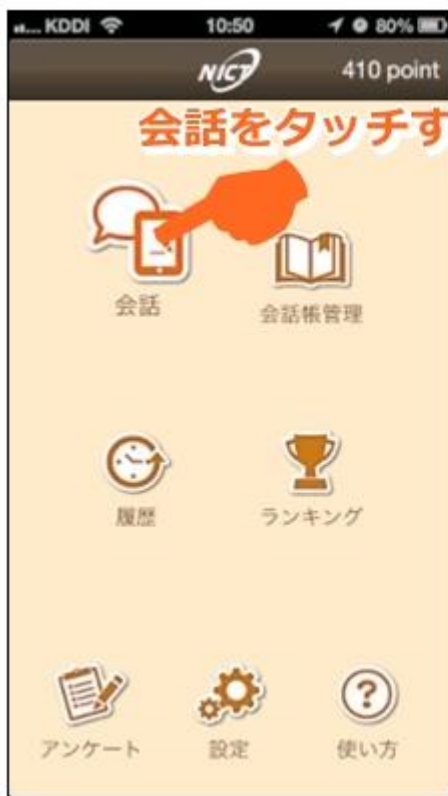 KDDI 10:50 80%
NICT 410 point
会話をタッチす
会話 会話帳管理
履歴 ランキング
アンケート 設定 使い方